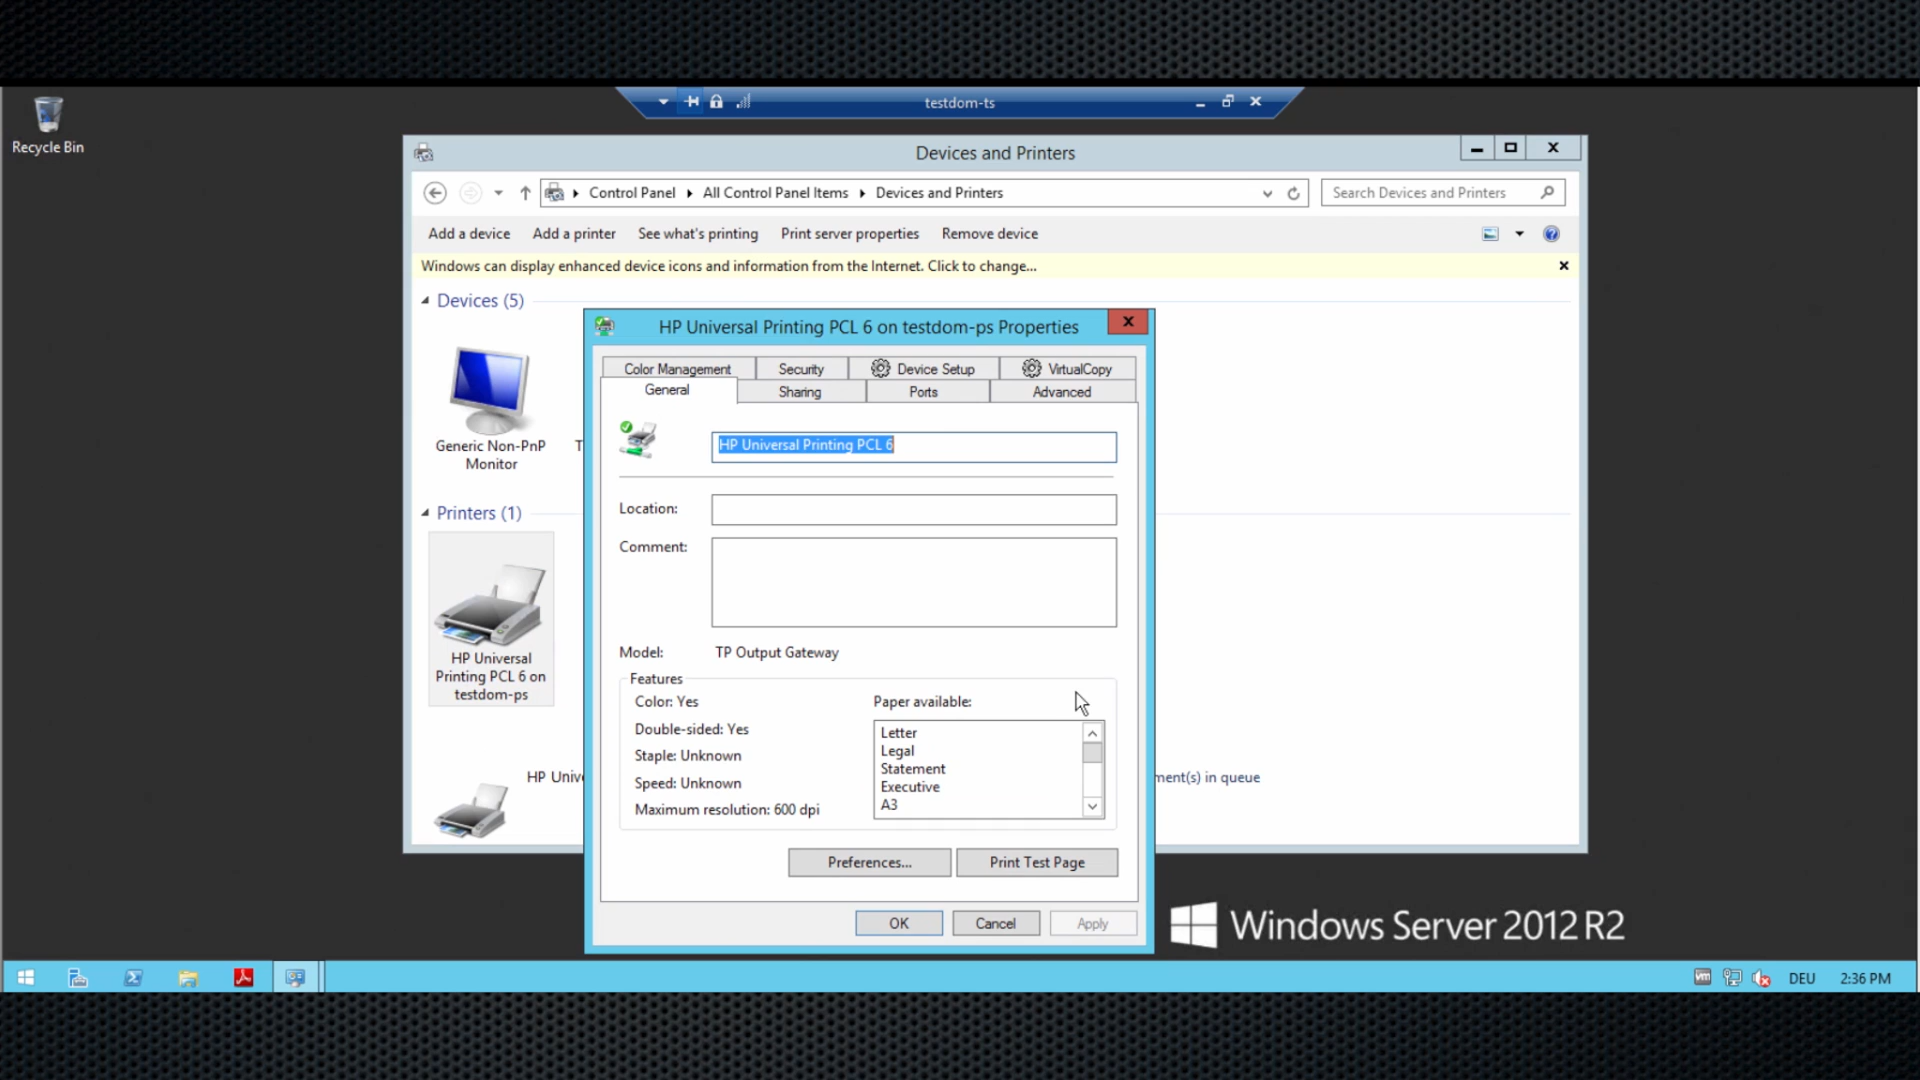 Recycle Bin
testdom-ts
Devices and Printers
Control Panel All Control Panel Items Devices and Printers
Search Devices and Printers
Add a device Add a printer See what's printing Print server properties Remove device
Windows can display enhanced device icons and information from the Internet. Click to change...
Devices (5)
Generic Non-PnP
Monitor
T
Printers (1)
HP Universal
Printing PCL 6 on
testdom-ps
HP Unive
ment(s) in queue
HP Universal Printing PCL 6 on testdom-ps Properties
Color Management Security Device Setup VirtualCopy
General Sharing Ports Advanced
HP Universal Printing PCL 6
Location:
Comment:
Model: TP Output Gateway
Features
Color: Yes
Double-sided: Yes
Staple: Unknown
Speed: Unknown
Maximum resolution: 600 dpi
Paper available:
Letter
Legal
Statement
Executive
A3
Preferences... Print Test Page
OK Cancel Apply
Windows Server 2012 R2
DEU 2:36 PM